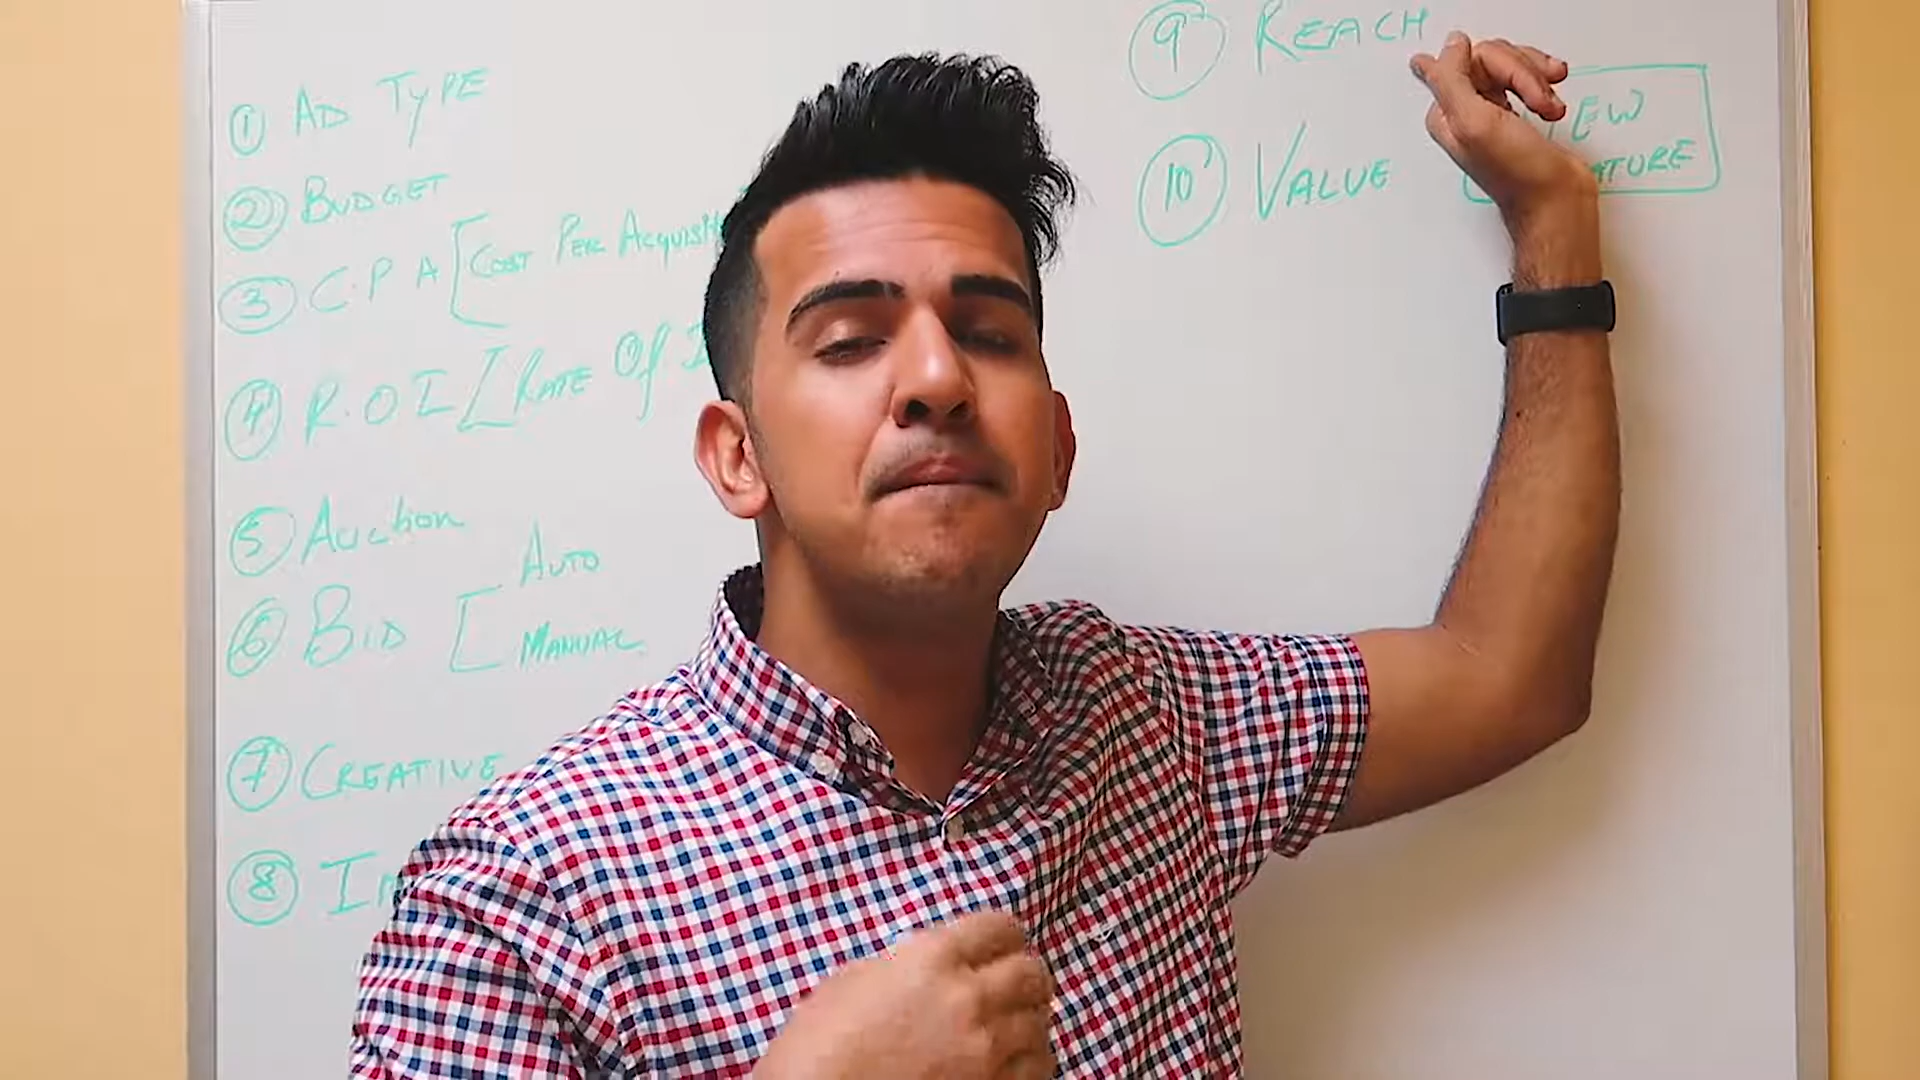 ① AD TYPE
② BUDGET
③ C.P A [COST PER ACQUISIT
④ R.O I [RATE Of I
⑤ Auction
AUTO
⑥ BID [
MANUAL
⑦ CREATIVE
⑧ IM
⑨ REACH
⑩ VALUE
EW
ATURE